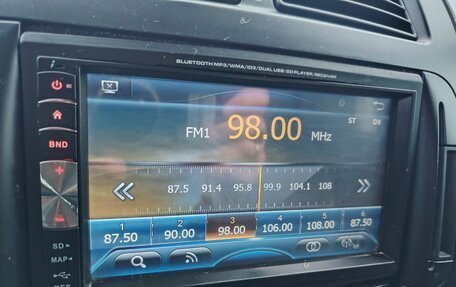 BLUETOOTH MP3/WMA/ID3/DUAL USB/SD PLAYER/RECEIVER
ST DX
FM1 98.00 MHz
BND
87.5 91.4 95.8 99.9 104.1 108
1 2 3 4 5 6
87.50 90.00 98.00 106.00 108.00 87.50
SD
MAP